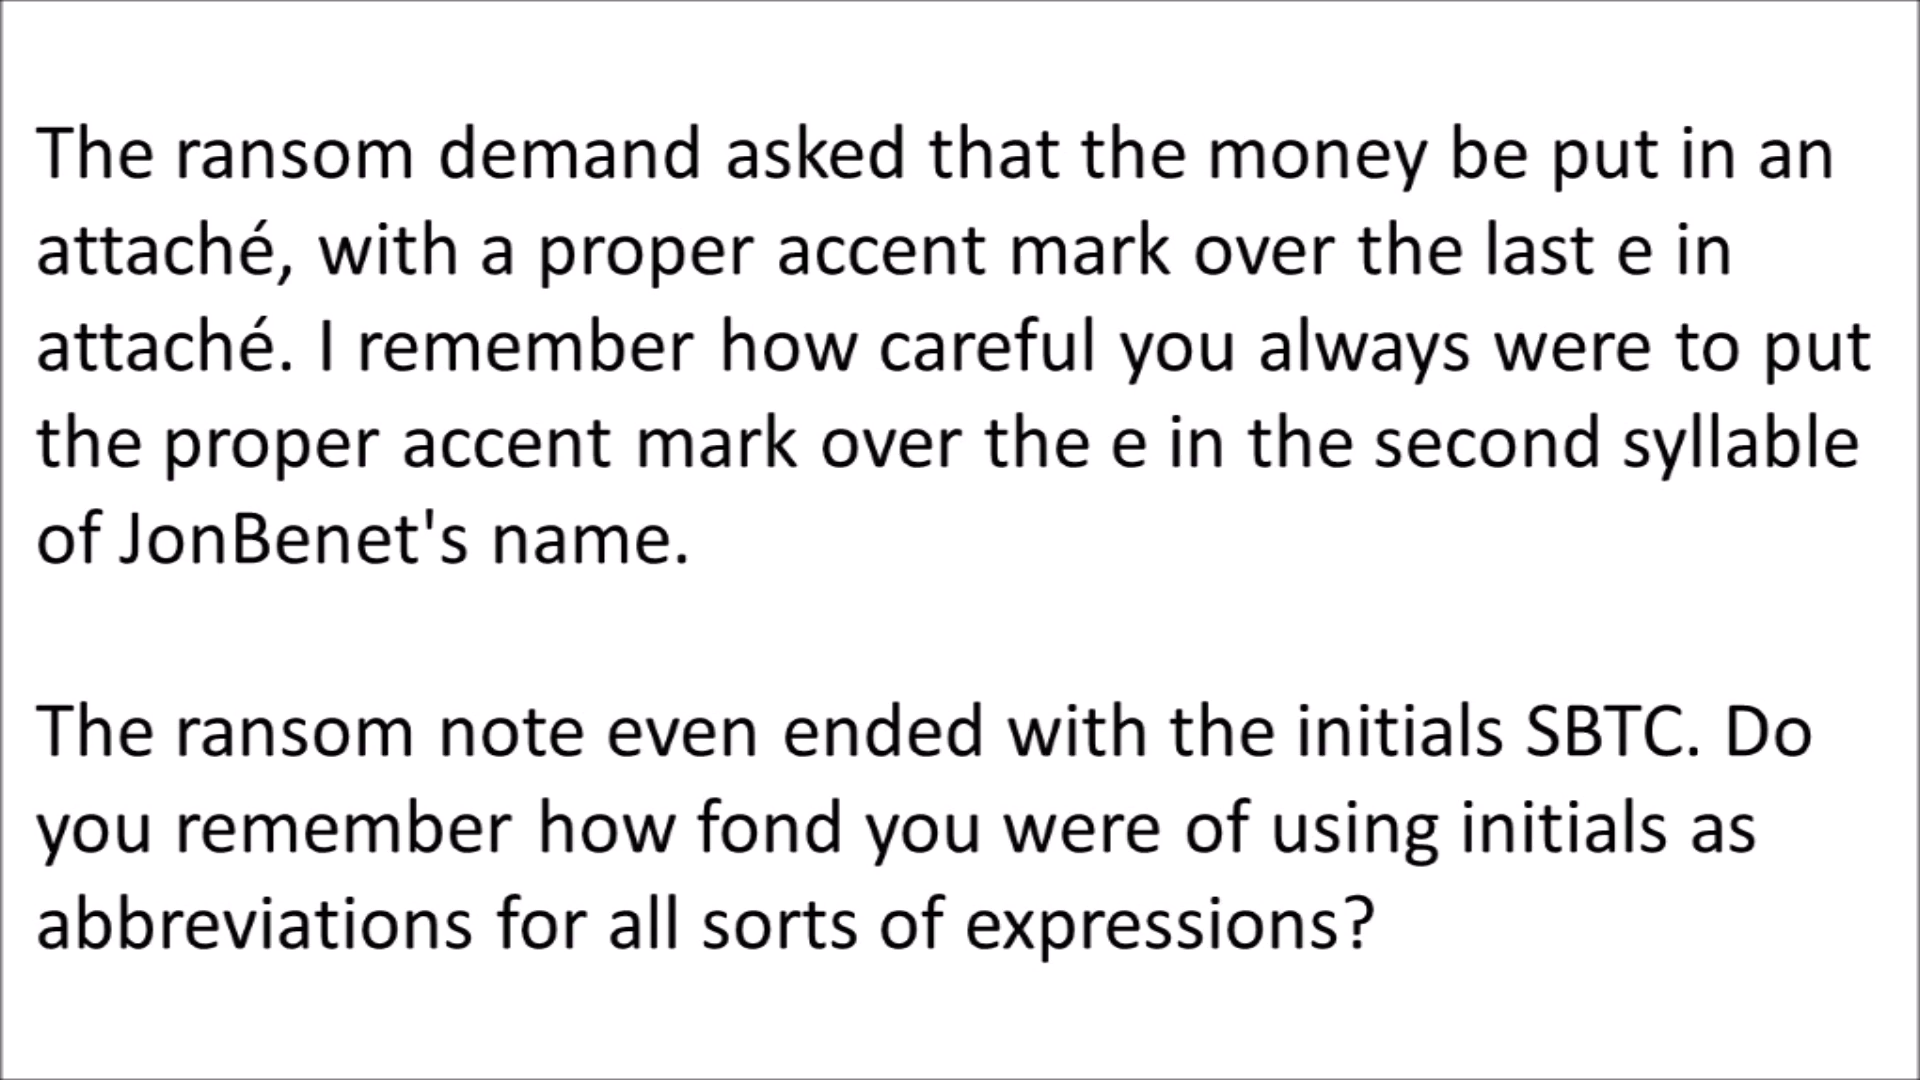 The ransom demand asked that the money be put in an
attaché, with a proper accent mark over the last e in
attaché. I remember how careful you always were to put
the proper accent mark over the e in the second syllable
of JonBenet's name.
The ransom note even ended with the initials SBTC. Do
you remember how fond you were of using initials as
abbreviations for all sorts of expressions?